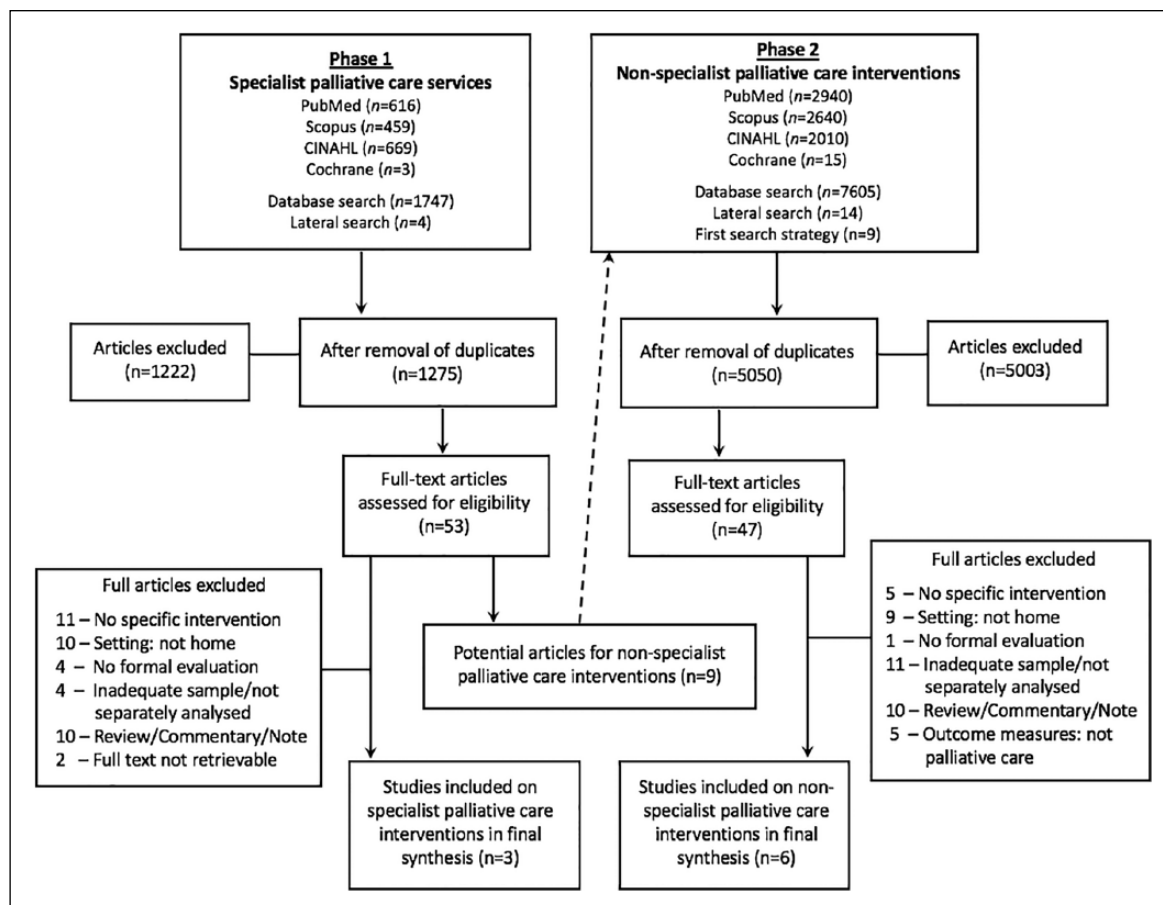 Phase 1
Specialist palliative care services
PubMed (n=616)
Scopus (n=459)
CINAHL (n=669)
Cochrane (n=3)
Database search (n=1747)
Lateral search (n=4)
Phase 2
Non-specialist palliative care interventions
PubMed (n=2940)
Scopus (n=2640)
CINAHL (n=2010)
Cochrane (n=15)
Database search (n=7605)
Lateral search (n=14)
First search strategy (n=9)
Articles excluded
(n=1222)
After removal of duplicates
(n=1275)
After removal of duplicates
(n=5050)
Articles excluded
(n=5003)
Full-text articles
assessed for eligibility
(n=53)
Full-text articles
assessed for eligibility
(n=47)
Full articles excluded
11 – No specific intervention
10 – Setting: not home
4 – No formal evaluation
4 – Inadequate sample/not
separately analysed
10 – Review/Commentary/Note
2 – Full text not retrievable
Potential articles for non-specialist
palliative care interventions (n=9)
Full articles excluded
5 – No specific intervention
9 – Setting: not home
1 – No formal evaluation
11 – Inadequate sample/not
separately analysed
10 – Review/Commentary/Note
5 – Outcome measures: not
palliative care
Studies included on
specialist palliative care
interventions in final
synthesis (n=3)
Studies included on non-
specialist palliative care
interventions in final
synthesis (n=6)